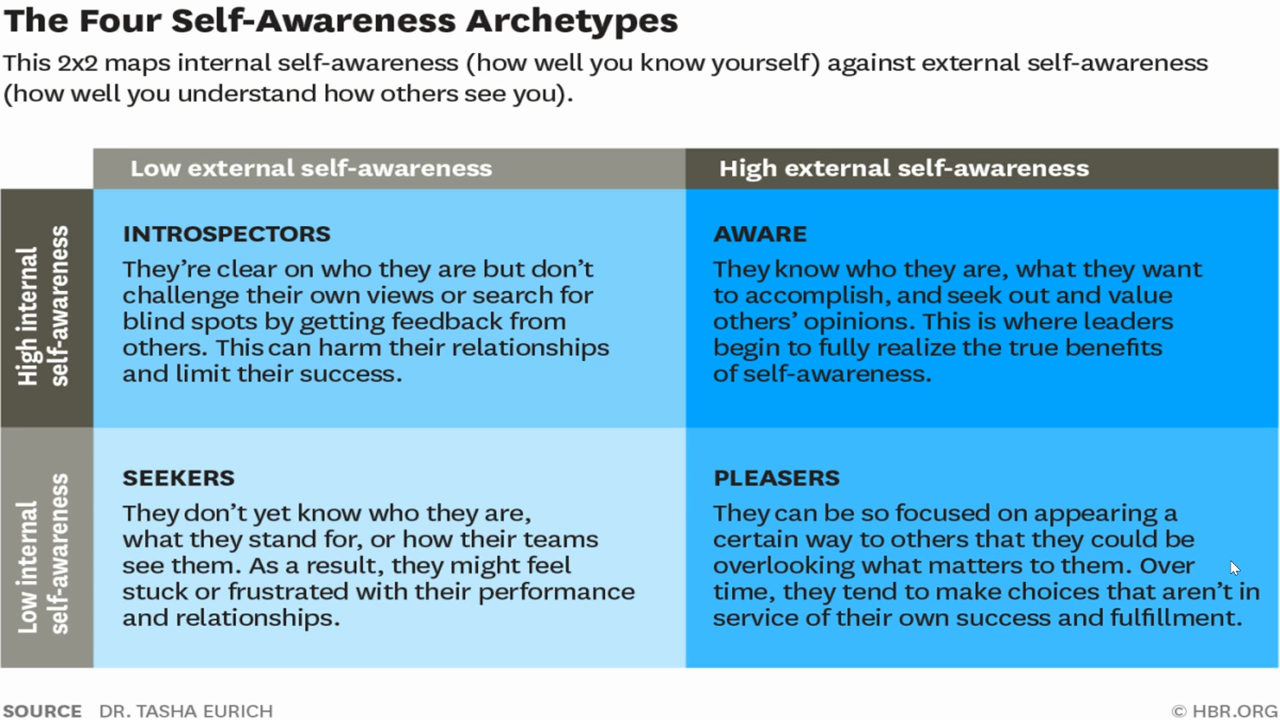 The Four Self-Awareness Archetypes
This 2x2 maps internal self-awareness (how well you know yourself) against external self-awareness
(how well you understand how others see you).
Low external self-awareness
High external self-awareness
High internal
self-awareness
INTROSPECTORS
They’re clear on who they are but don’t
challenge their own views or search for
blind spots by getting feedback from
others. This can harm their relationships
and limit their success.
AWARE
They know who they are, what they want
to accomplish, and seek out and value
others’ opinions. This is where leaders
begin to fully realize the true benefits
of self-awareness.
Low internal
self-awareness
SEEKERS
They don’t yet know who they are,
what they stand for, or how their teams
see them. As a result, they might feel
stuck or frustrated with their performance
and relationships.
PLEASERS
They can be so focused on appearing a
certain way to others that they could be
overlooking what matters to them. Over
time, they tend to make choices that aren’t in
service of their own success and fulfillment.
SOURCE DR. TASHA EURICH
© HBR.ORG